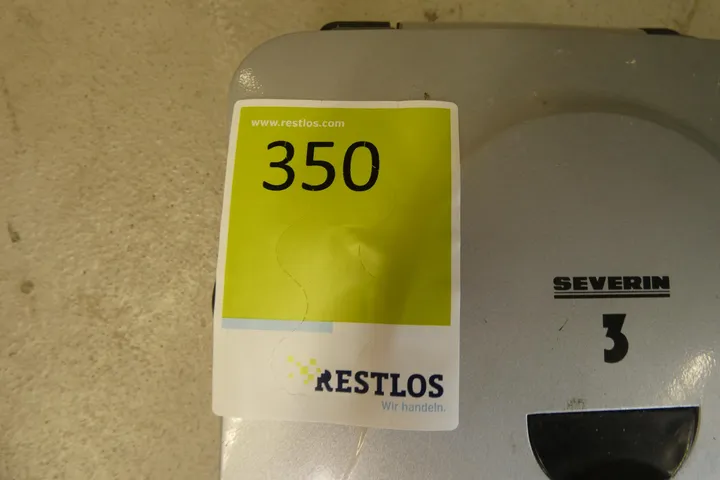 www.restlos.com
350
RESTLOS
Wir handeln.
SEVERIN
3